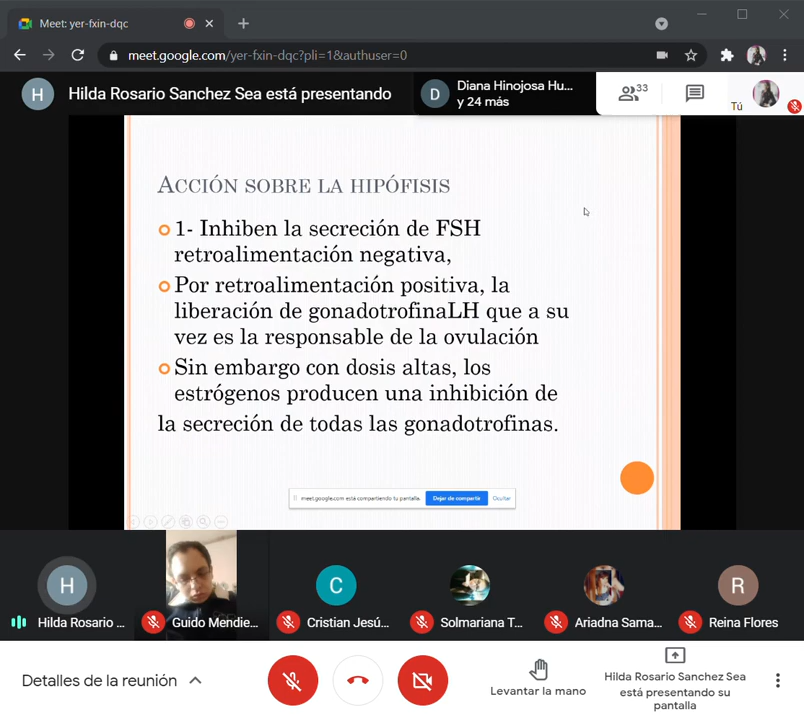 Meet: yer-fxin-dqc
meet.google.com/yer-fxin-dqc?pli=1&authuser=0
H
Hilda Rosario Sanchez Sea está presentando
D
Diana Hinojosa Hu...
y 24 más
33
Tú
ACCIÓN SOBRE LA HIPÓFISIS
1- Inhiben la secreción de FSH
retroalimentación negativa,
Por retroalimentación positiva, la
liberación de gonadotrofinaLH que a su
vez es la responsable de la ovulación
Sin embargo con dosis altas, los
estrógenos producen una inhibición de
la secreción de todas las gonadotrofinas.
meet.google.com está compartiendo tu pantalla.
Dejar de compartir
Ocultar
H
C
R
Hilda Rosario ...
Guido Mendie...
Cristian Jesú...
Solmariana T...
Ariadna Sama...
Reina Flores
Detalles de la reunión
Levantar la mano
Hilda Rosario Sanchez Sea
está presentando su
pantalla